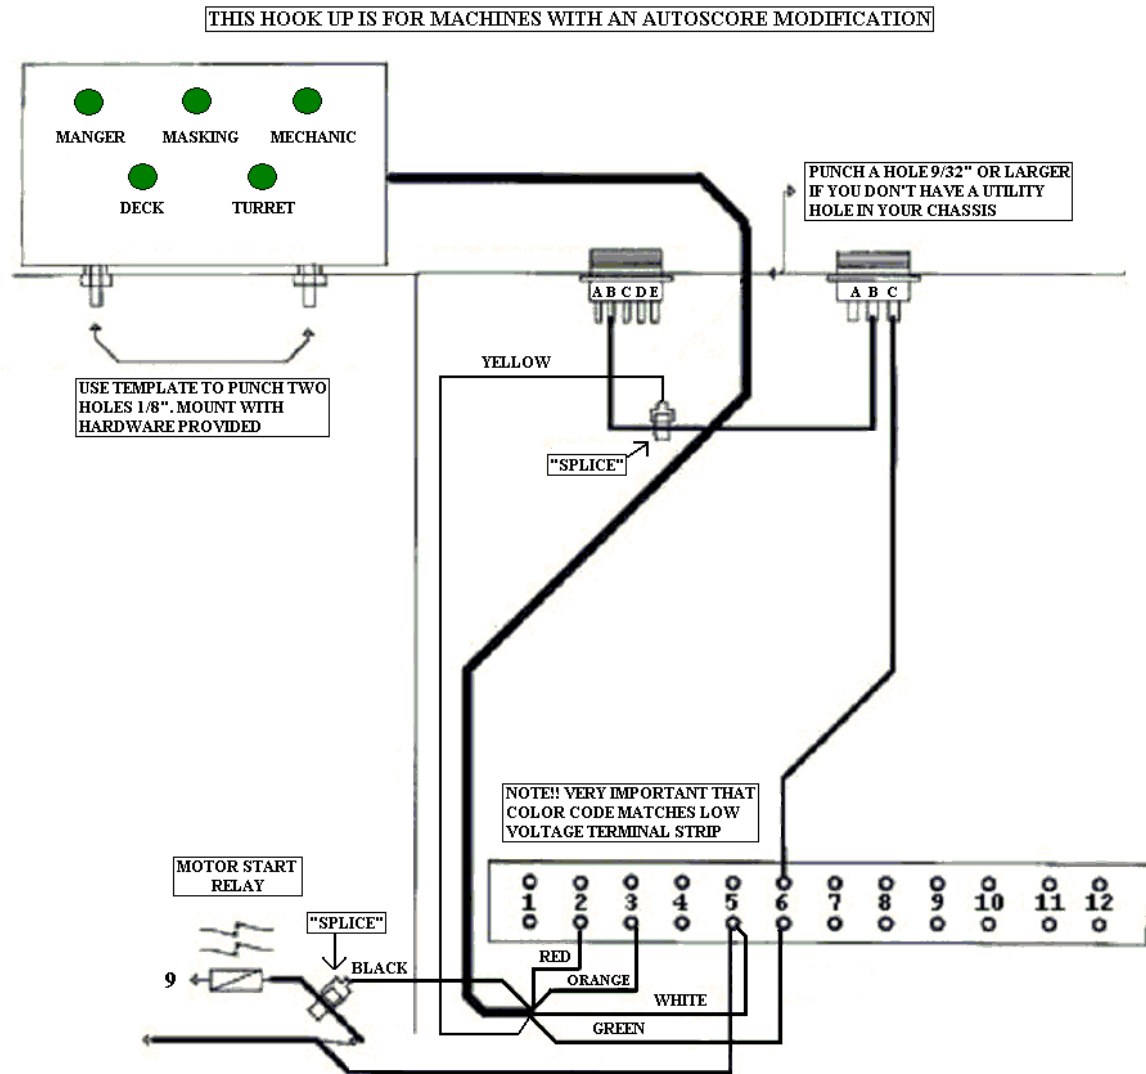 THIS HOOK UP IS FOR MACHINES WITH AN AUTOSCORE MODIFICATION
MANGER MASKING MECHANIC
DECK TURRET
PUNCH A HOLE 9/32" OR LARGER
IF YOU DON'T HAVE A UTILITY
HOLE IN YOUR CHASSIS
A B C D E
A B C
YELLOW
USE TEMPLATE TO PUNCH TWO
HOLES 1/8". MOUNT WITH
HARDWARE PROVIDED
"SPLICE"
NOTE!! VERY IMPORTANT THAT
COLOR CODE MATCHES LOW
VOLTAGE TERMINAL STRIP
MOTOR START
RELAY
1 2 3 4 5 6 7 8 9 10 11 12
"SPLICE"
RED
BLACK
9
ORANGE
WHITE
GREEN